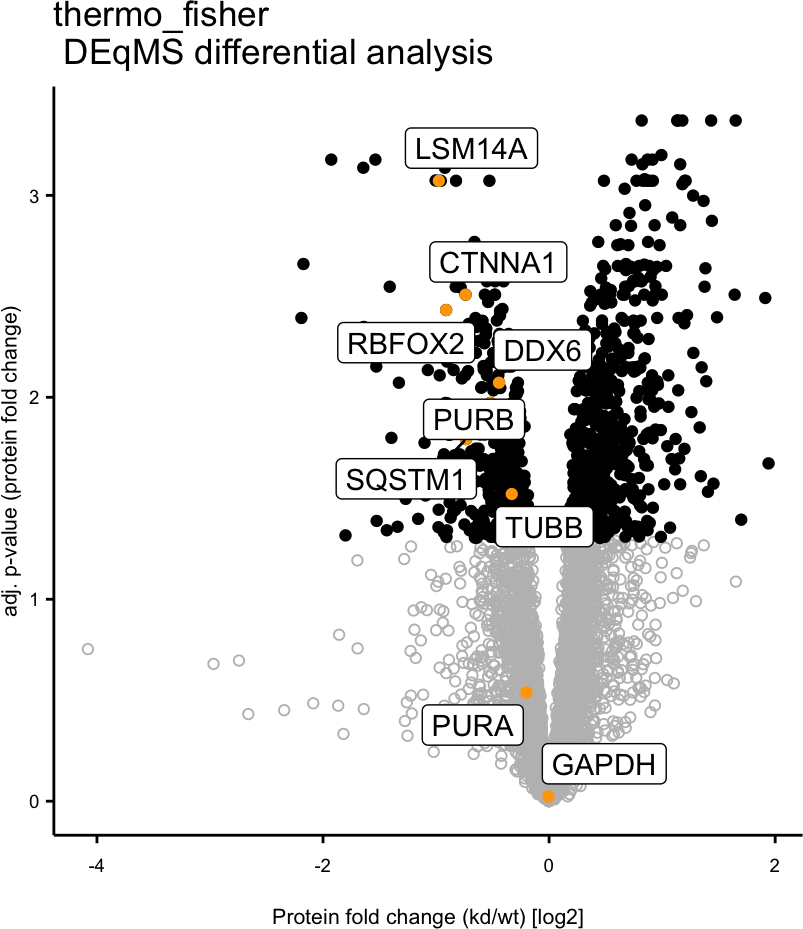 thermo_fisher
DEqMS differential analysis
LSM14A
3
CTNNA1
RBFOX2
DDX6
2
PURB
SQSTM1
TUBB
1
PURA
GAPDH
0
-4 -2 0 2
adj. p-value (protein fold change)
Protein fold change (kd/wt) [log2]